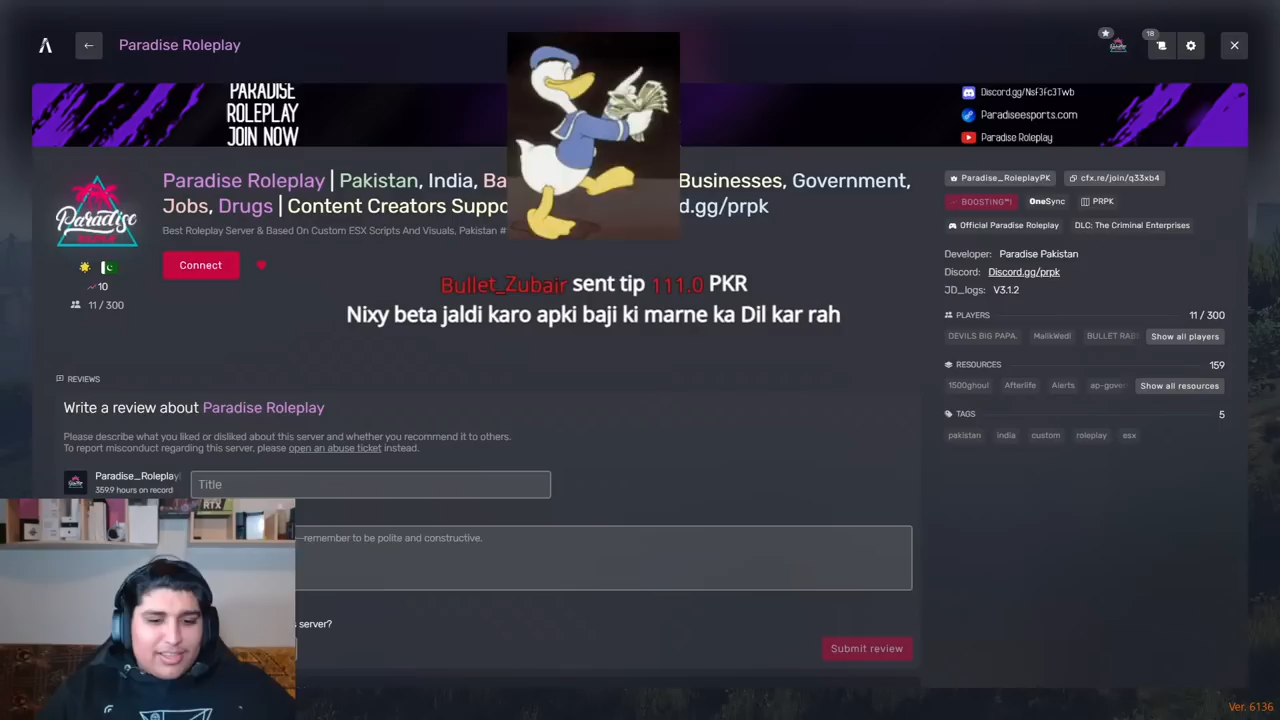 Paradise Roleplay
18
PARADISE
ROLEPLAY
JOIN NOW
Discord.gg/NsF3Fc3Twb
Paradiseesports.com
Paradise Roleplay
Paradise
Paradise Roleplay | Pakistan, India, Ba Businesses, Government,
Jobs, Drugs | Content Creators Suppo d.gg/prpk
Best Roleplay Server & Based On Custom ESX Scripts And Visuals, Pakistan #
Connect
10
11 / 300
Bullet_Zubair sent tip 111.0 PKR
Nixy beta jaldi karo apki baji ki marne ka Dil kar rah
Paradise_RoleplayPK
cfx.re/join/q33xb4
BOOSTING™!
OneSync
PRPK
Official Paradise Roleplay
DLC: The Criminal Enterprises
Developer: Paradise Pakistan
Discord: Discord.gg/prpk
JD_logs: V3.1.2
PLAYERS 11 / 300
DEVILS BIG PAPA. MalikWedi BULLET RAB Show all players
RESOURCES 159
1500ghoul Afterlife Alerts ap-gover Show all resources
TAGS 5
pakistan india custom roleplay esx
REVIEWS
Write a review about Paradise Roleplay
Please describe what you liked or disliked about this server and whether you recommend it to others.
To report misconduct regarding this server, please open an abuse ticket instead.
Paradise_Roleplay
359.9 hours on record
Title
—remember to be polite and constructive.
s server?
Submit review
RTX
Ver. 6136